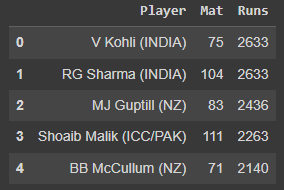 Player Mat Runs
0 V Kohli (INDIA) 75 2633
1 RG Sharma (INDIA) 104 2633
2 MJ Guptill (NZ) 83 2436
3 Shoaib Malik (ICC/PAK) 111 2263
4 BB McCullum (NZ) 71 2140